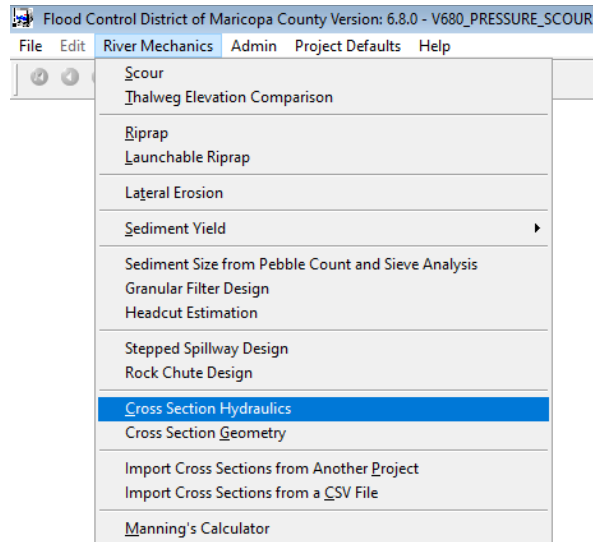 Flood Control District of Maricopa County Version: 6.8.0 - V680_PRESSURE_SCOUR
File Edit River Mechanics Admin Project Defaults Help
Scour
Thalweg Elevation Comparison
Riprap
Launchable Riprap
Lateral Erosion
Sediment Yield
Sediment Size from Pebble Count and Sieve Analysis
Granular Filter Design
Headcut Estimation
Stepped Spillway Design
Rock Chute Design
Cross Section Hydraulics
Cross Section Geometry
Import Cross Sections from Another Project
Import Cross Sections from a CSV File
Manning's Calculator